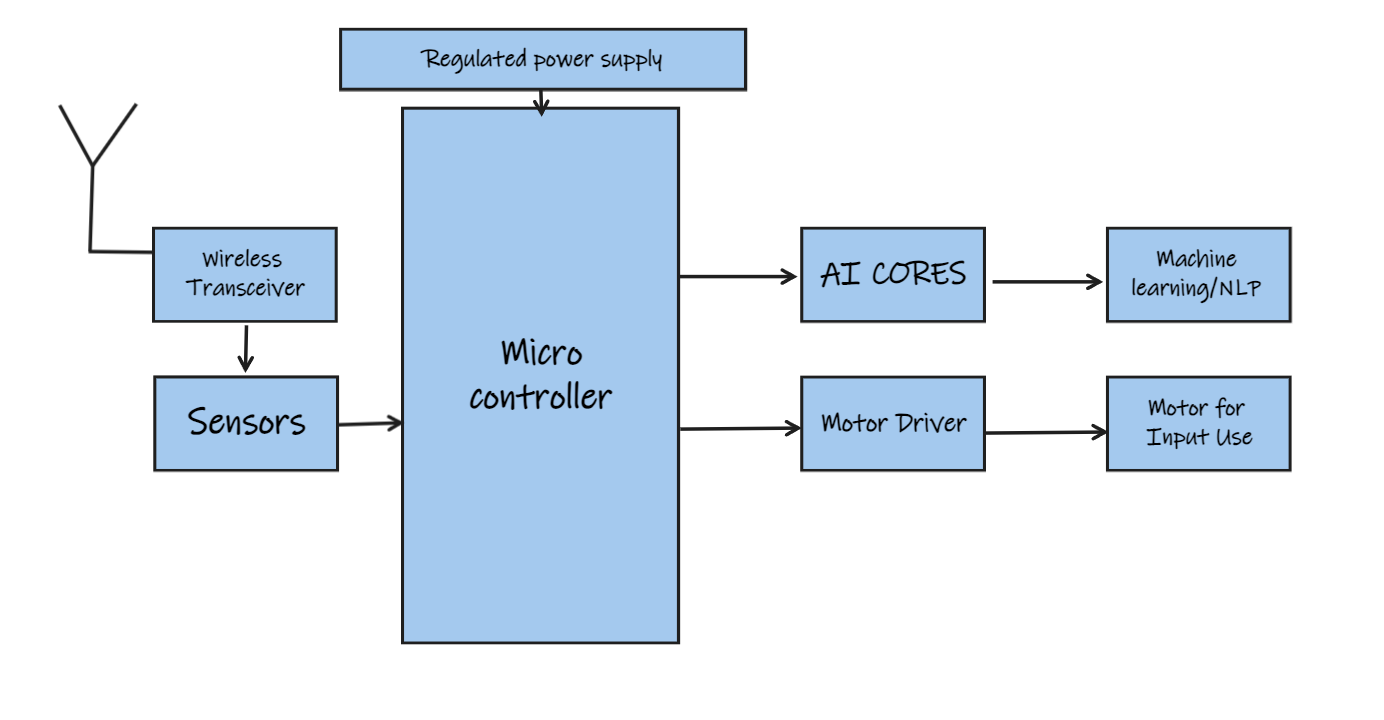 Regulated power supply
Wireless
Transceiver
AI CORES
Machine
learning/NLP
Micro
controller
Sensors
Motor Driver
Motor for
Input Use